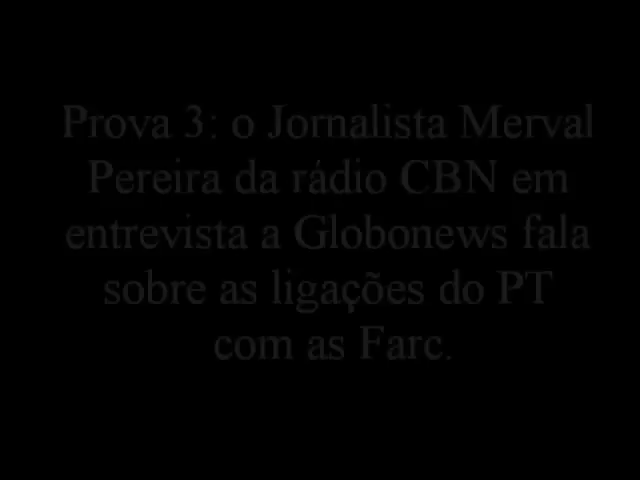 Prova 3: o Jornalista Merval
Pereira da rádio CBN em
entrevista a Globonews fala
sobre as ligações do PT
com as Farc.